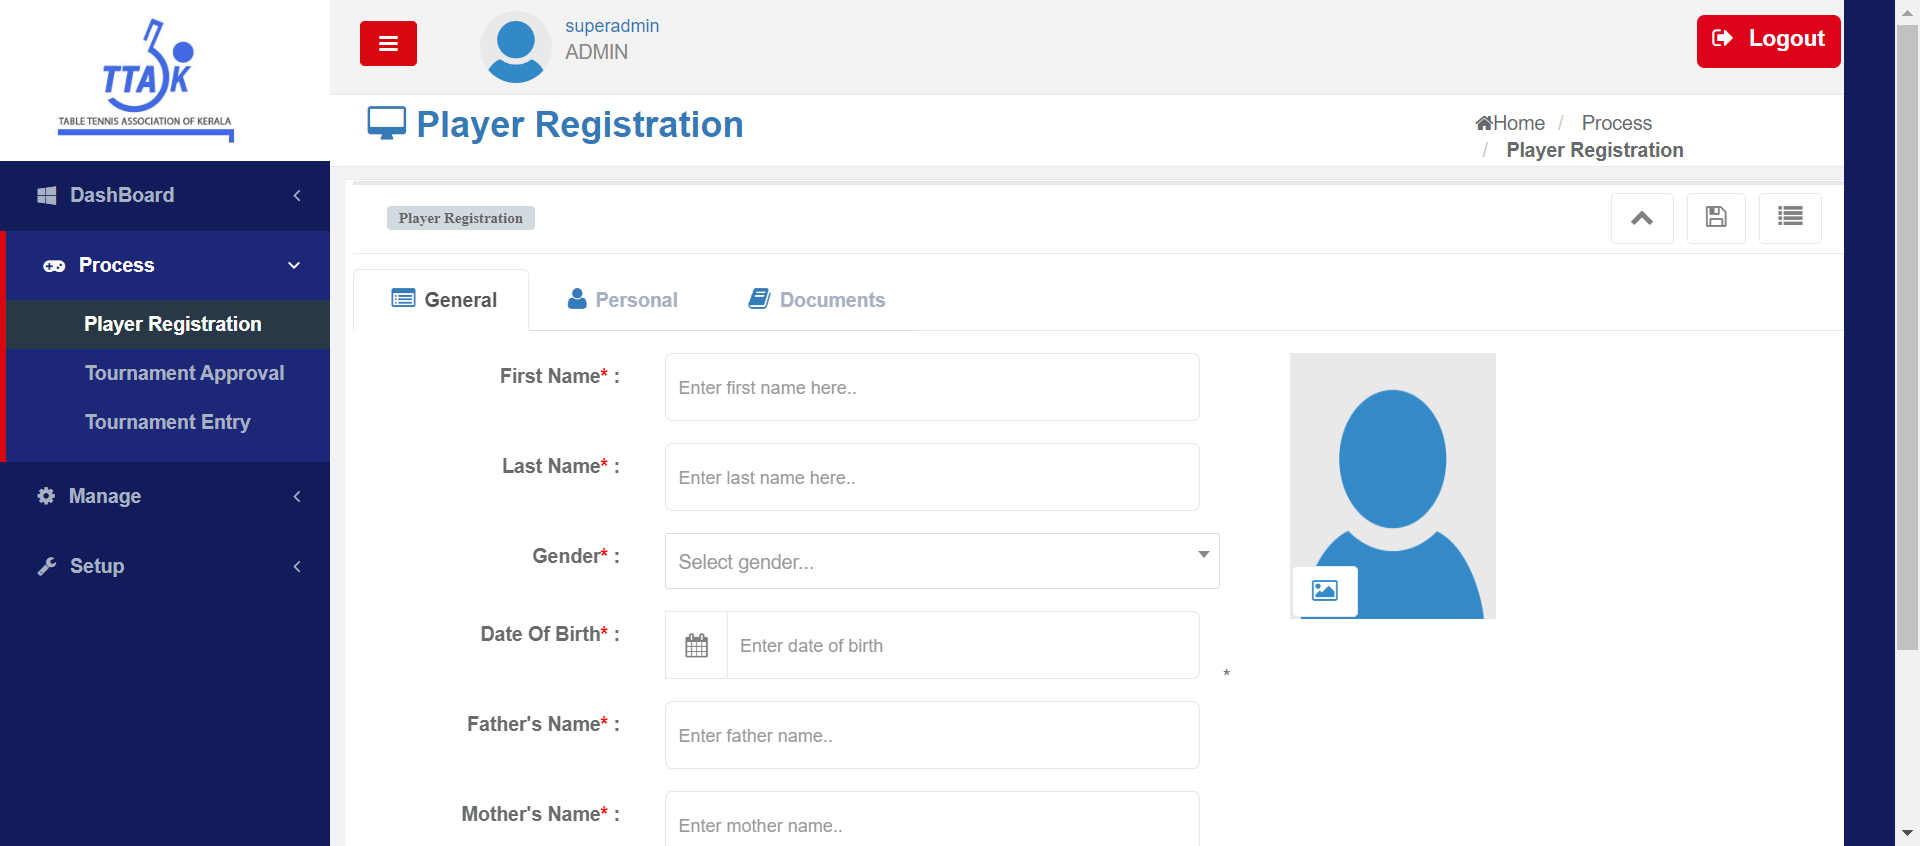 TTAK
TABLE TENNIS ASSOCIATION OF KERALA
DashBoard
Process
Player Registration
Tournament Approval
Tournament Entry
Manage
Setup
superadmin
ADMIN
Logout
Player Registration
Home / Process
/ Player Registration
Player Registration
General Personal Documents
First Name* : Enter first name here..
Last Name* : Enter last name here..
Gender* : Select gender...
Date Of Birth* : Enter date of birth
*
Father's Name* : Enter father name..
Mother's Name* : Enter mother name..